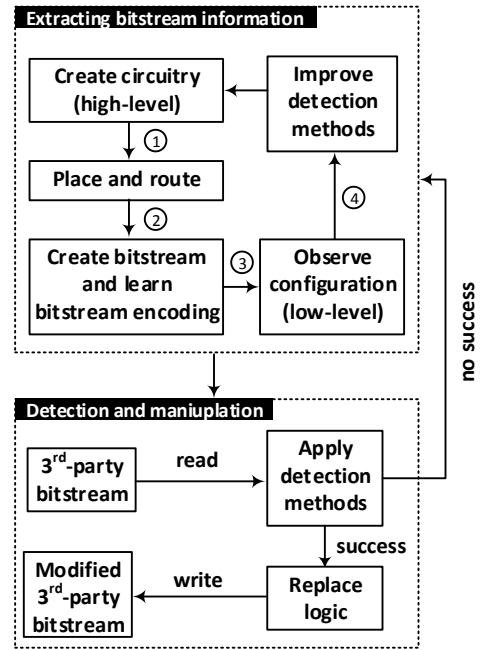 Extracting bitstream information
Create circuitry
(high-level)
Improve
detection
methods
1
Place and route
4
2
Create bitstream
and learn
bitstream encoding
3
Observe
configuration
(low-level)
no success
Detection and maniuplation
3rd-party
bitstream
read
Apply
detection
methods
success
Modified
3rd-party
bitstream
write
Replace
logic